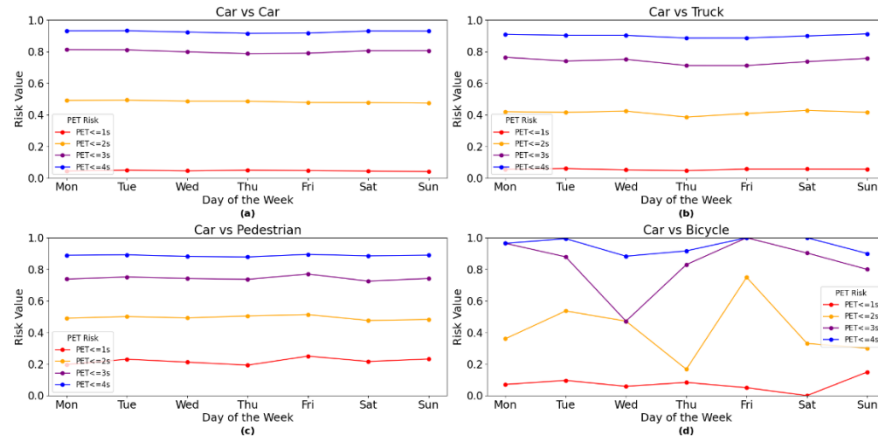 Car vs Car
1.0
0.8
0.6
0.4
0.2
0.0
Risk Value
PET Risk
PET<=1s
PET<=2s
PET<=3s
PET<=4s
Mon Tue Wed Thu Fri Sat Sun
Day of the Week
(a)
Car vs Truck
1.0
0.8
0.6
0.4
0.2
0.0
Risk Value
PET Risk
PET<=1s
PET<=2s
PET<=3s
PET<=4s
Mon Tue Wed Thu Fri Sat Sun
Day of the Week
(b)
Car vs Pedestrian
1.0
0.8
0.6
0.4
0.2
0.0
Risk Value
PET Risk
PET<=1s
PET<=2s
PET<=3s
PET<=4s
Mon Tue Wed Thu Fri Sat Sun
Day of the Week
(c)
Car vs Bicycle
1.0
0.8
0.6
0.4
0.2
0.0
Risk Value
PET Risk
PET<=1s
PET<=2s
PET<=3s
PET<=4s
Mon Tue Wed Thu Fri Sat Sun
Day of the Week
(d)